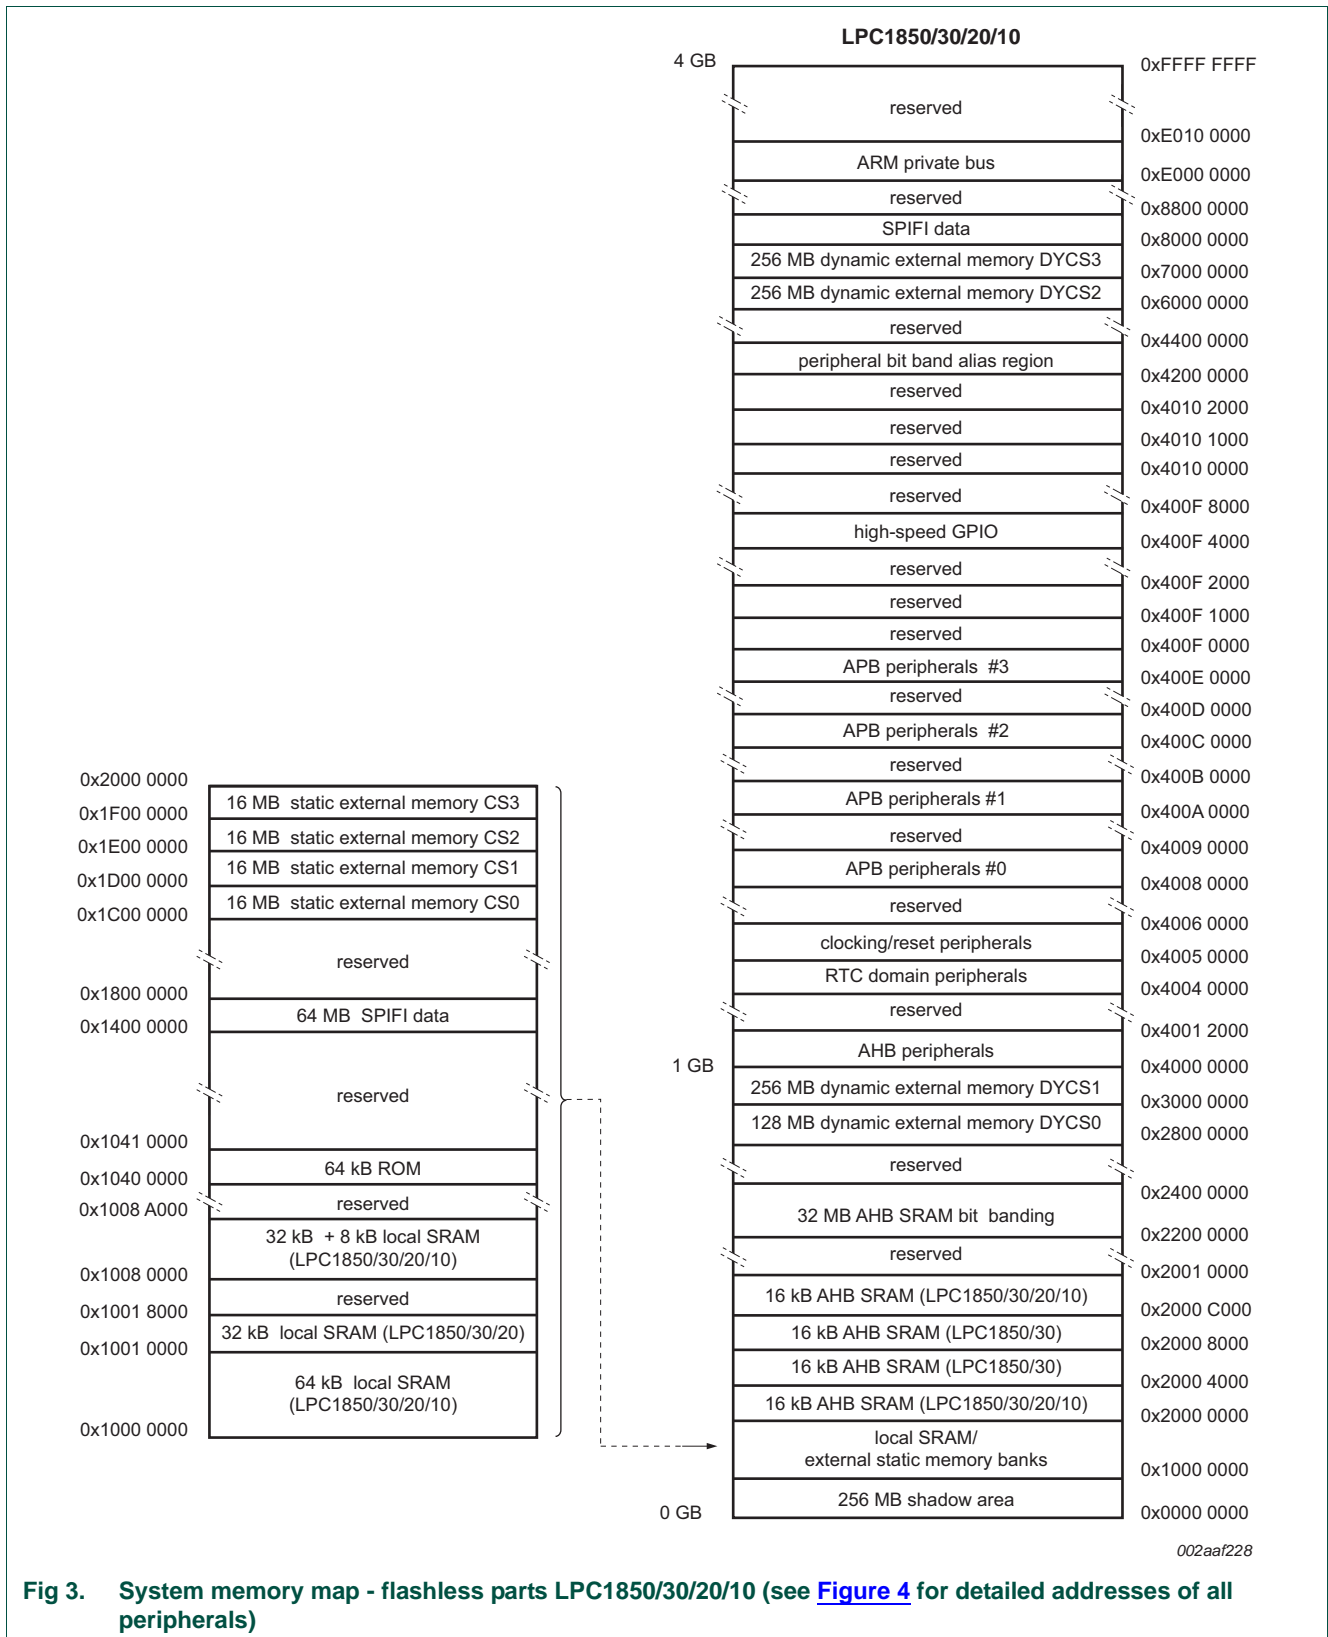 LPC1850/30/20/10
4 GB
0xFFFF FFFF
reserved
0xE010 0000
ARM private bus
0xE000 0000
reserved
0x8800 0000
SPIFI data
0x8000 0000
256 MB dynamic external memory DYCS3
0x7000 0000
256 MB dynamic external memory DYCS2
0x6000 0000
reserved
0x4400 0000
peripheral bit band alias region
0x4200 0000
reserved
0x4010 2000
reserved
0x4010 1000
reserved
0x4010 0000
reserved
0x400F 8000
high-speed GPIO
0x400F 4000
reserved
0x400F 2000
reserved
0x400F 1000
reserved
0x400F 0000
APB peripherals #3
0x400E 0000
reserved
0x400D 0000
APB peripherals #2
0x400C 0000
reserved
0x400B 0000
APB peripherals #1
0x400A 0000
reserved
0x4009 0000
APB peripherals #0
0x4008 0000
reserved
0x4006 0000
clocking/reset peripherals
0x4005 0000
RTC domain peripherals
0x4004 0000
reserved
0x4001 2000
AHB peripherals
1 GB
0x4000 0000
256 MB dynamic external memory DYCS1
0x3000 0000
128 MB dynamic external memory DYCS0
0x2800 0000
reserved
0x2400 0000
32 MB AHB SRAM bit banding
0x2200 0000
reserved
0x2001 0000
16 kB AHB SRAM (LPC1850/30/20/10)
0x2000 C000
16 kB AHB SRAM (LPC1850/30)
0x2000 8000
16 kB AHB SRAM (LPC1850/30)
0x2000 4000
16 kB AHB SRAM (LPC1850/30/20/10)
0x2000 0000
local SRAM/
external static memory banks
0x1000 0000
256 MB shadow area
0 GB
0x0000 0000
0x2000 0000
16 MB static external memory CS3
0x1F00 0000
16 MB static external memory CS2
0x1E00 0000
16 MB static external memory CS1
0x1D00 0000
16 MB static external memory CS0
0x1C00 0000
reserved
0x1800 0000
64 MB SPIFI data
0x1400 0000
reserved
0x1041 0000
64 kB ROM
0x1040 0000
reserved
0x1008 A000
32 kB + 8 kB local SRAM
(LPC1850/30/20/10)
0x1008 0000
reserved
0x1001 8000
32 kB local SRAM (LPC1850/30/20)
0x1001 0000
64 kB local SRAM
(LPC1850/30/20/10)
0x1000 0000
002aaf228
Fig 3. System memory map - flashless parts LPC1850/30/20/10 (see Figure 4 for detailed addresses of all
peripherals)